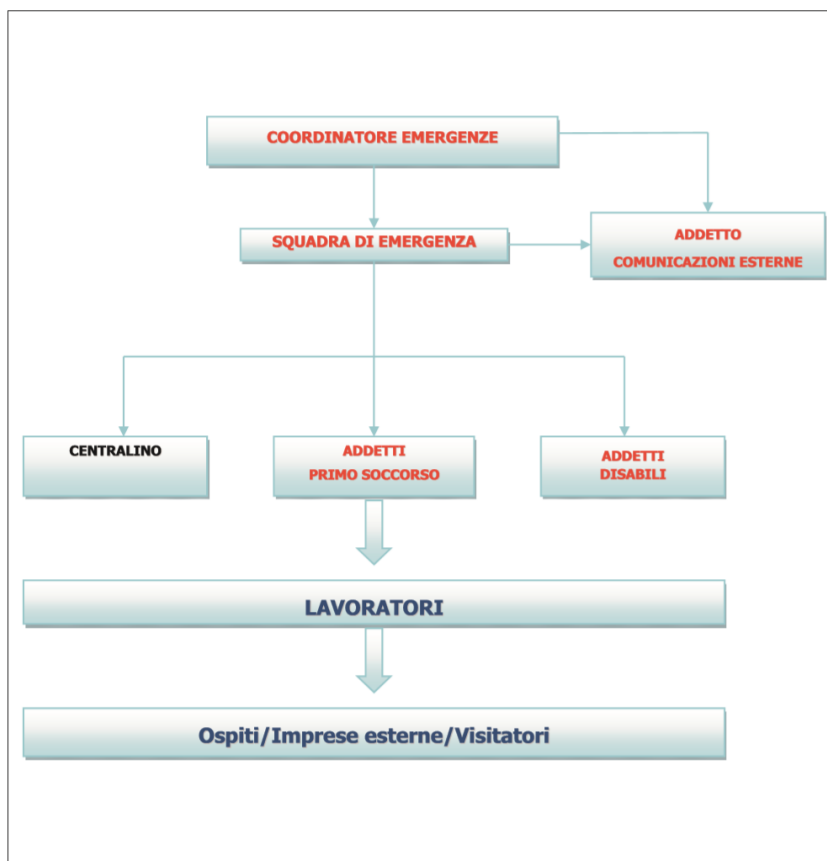 COORDINATORE EMERGENZE
SQUADRA DI EMERGENZA
ADDETTO
COMUNICAZIONI ESTERNE
CENTRALINO
ADDETTI
PRIMO SOCCORSO
ADDETTI
DISABILI
LAVORATORI
Ospiti/Imprese esterne/Visitatori